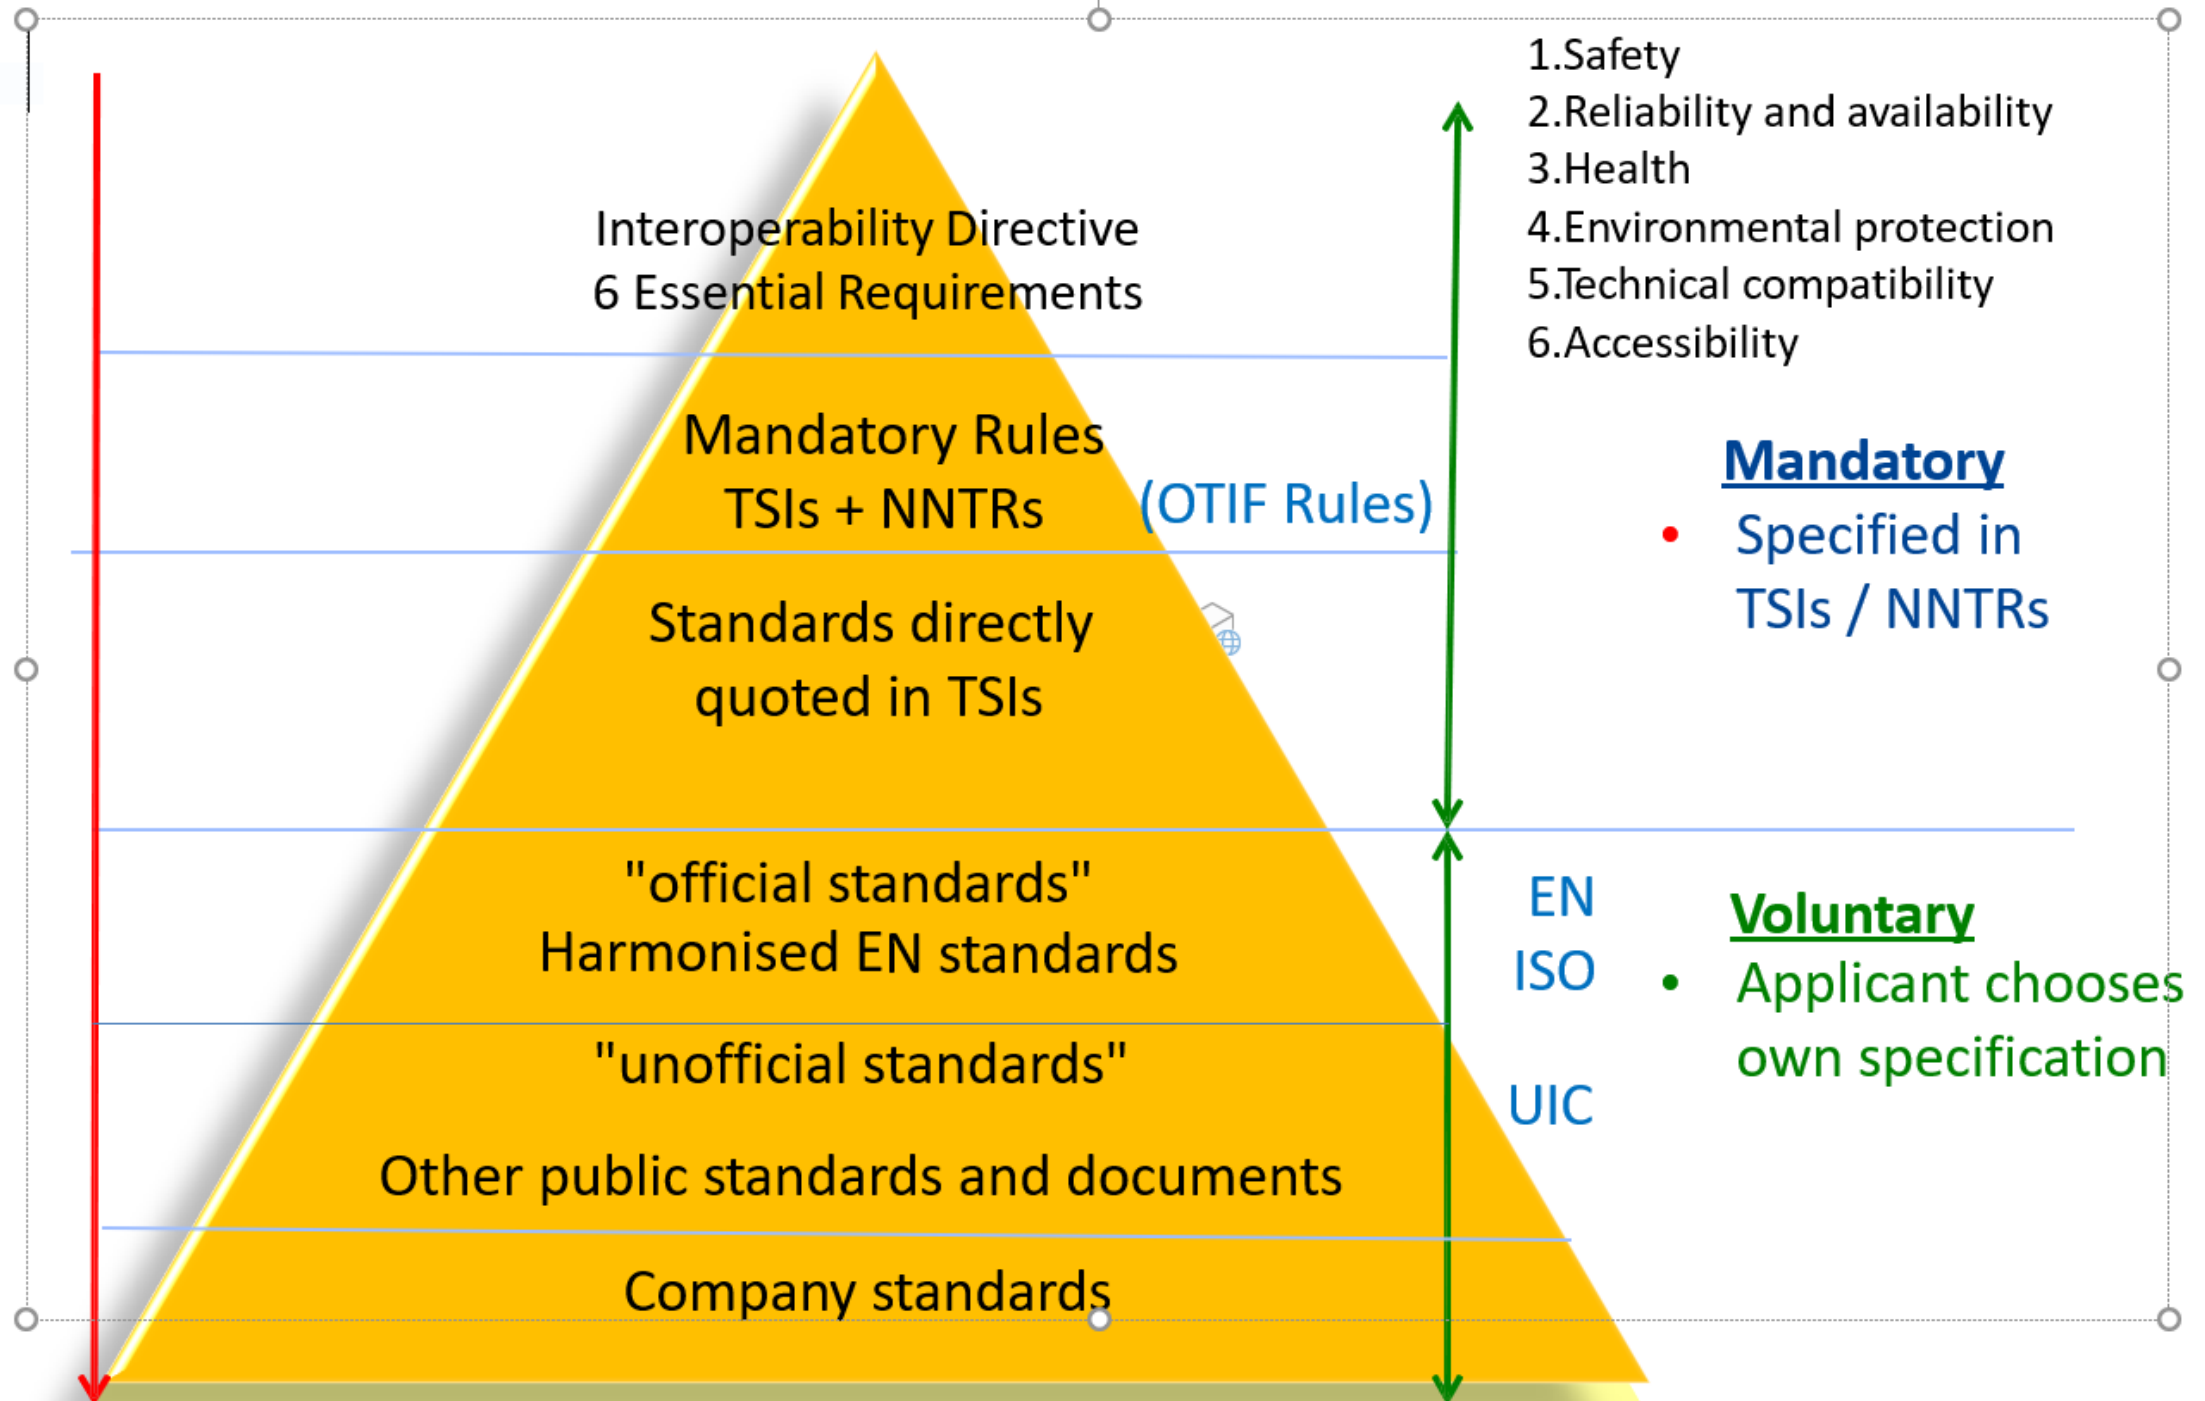 Interoperability Directive
6 Essential Requirements
Mandatory Rules
TSIs + NNTRs
(OTIF Rules)
Standards directly
quoted in TSIs
"official standards"
Harmonised EN standards
"unofficial standards"
Other public standards and documents
Company standards
1.Safety
2.Reliability and availability
3.Health
4.Environmental protection
5.Technical compatibility
6.Accessibility
Mandatory
• Specified in
TSIs / NNTRs
EN
ISO
UIC
Voluntary
• Applicant chooses
own specification